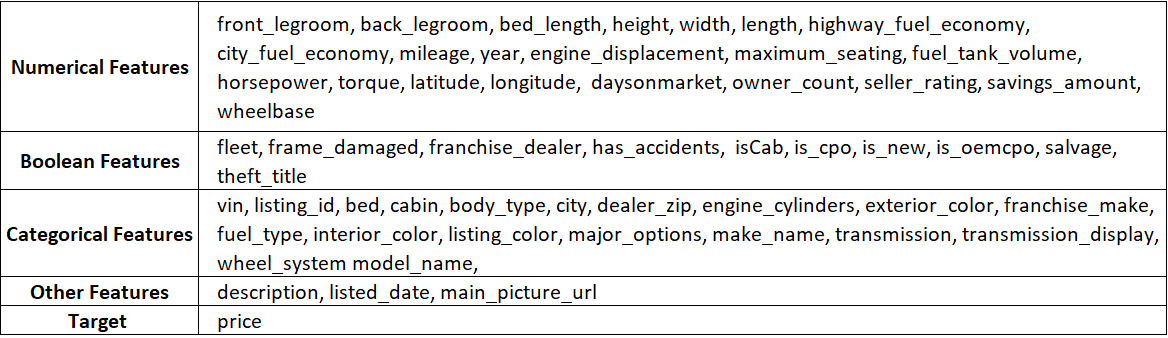 Numerical Features
front_legroom, back_legroom, bed_length, height, width, length, highway_fuel_economy,
city_fuel_economy, mileage, year, engine_displacement, maximum_seating, fuel_tank_volume,
horsepower, torque, latitude, longitude,  daysonmarket, owner_count, seller_rating, savings_amount,
wheelbase
Boolean Features
fleet, frame_damaged, franchise_dealer, has_accidents,  isCab, is_cpo, is_new, is_oemcpo, salvage,
theft_title
Categorical Features
vin, listing_id, bed, cabin, body_type, city, dealer_zip, engine_cylinders, exterior_color, franchise_make,
fuel_type, interior_color, listing_color, major_options, make_name, transmission, transmission_display,
wheel_system model_name,
Other Features
description, listed_date, main_picture_url
Target
price